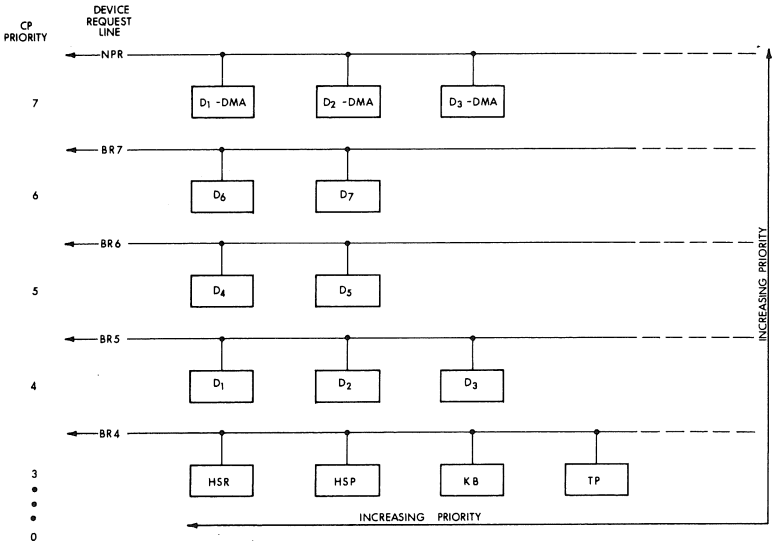 DEVICE
REQUEST
LINE
CP
PRIORITY
NPR
7
D1 -DMA
D2 -DMA
D3 -DMA
BR7
6
D6
D7
BR6
5
D4
D5
BR5
4
D1
D2
D3
BR4
3
HSR
HSP
KB
TP
0
INCREASING PRIORITY
INCREASING PRIORITY